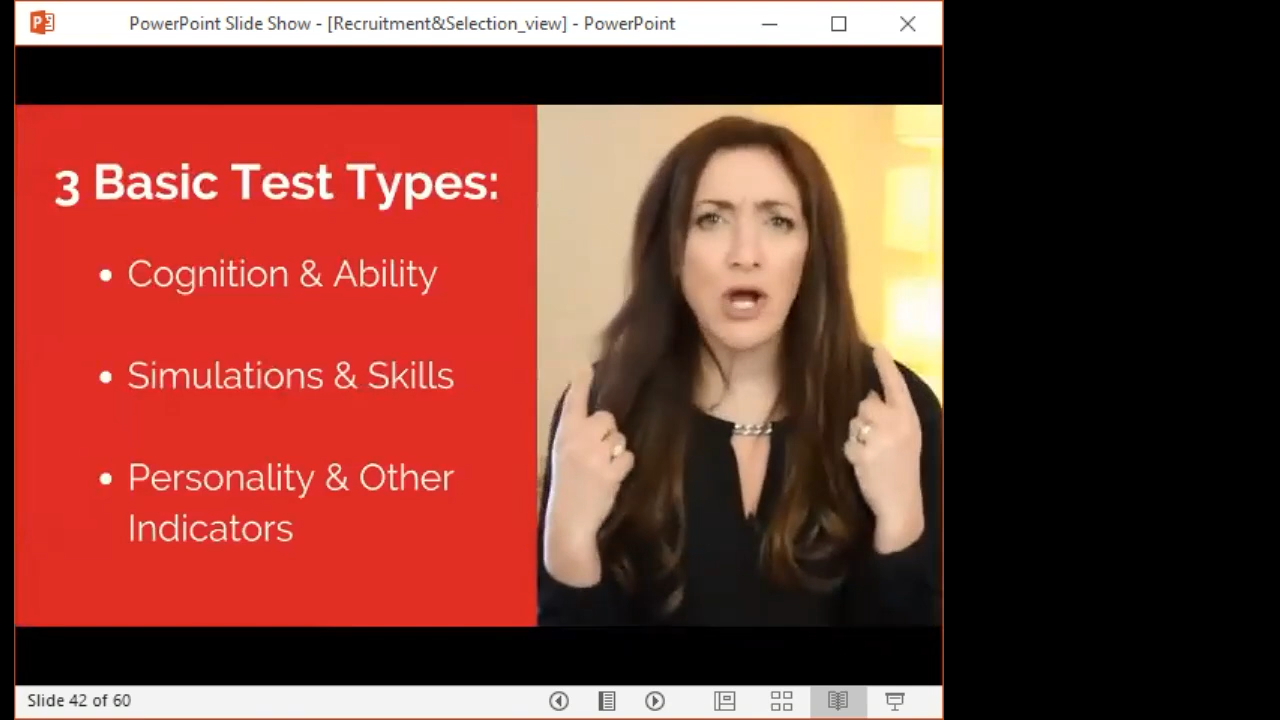 PowerPoint Slide Show - [Recruitment&Selection_view] - PowerPoint
3 Basic Test Types:
• Cognition & Ability
• Simulations & Skills
• Personality & Other
Indicators
Slide 42 of 60